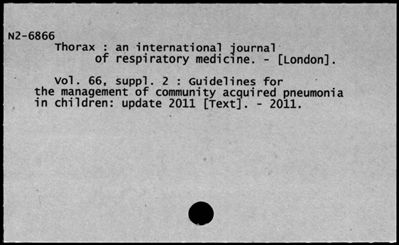 N2-6866
Thorax : an international journal
of respiratory medicine. - [London].
Vol. 66, suppl. 2 : Guidelines for
the management of community acquired pneumonia
in children: update 2011 [Text]. - 2011.